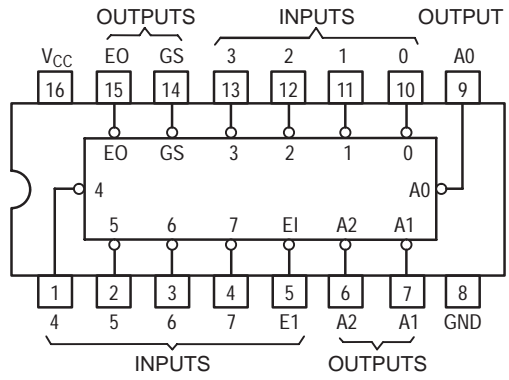 OUTPUTS INPUTS OUTPUT
V_CC EO GS 3 2 1 0 A0
16 15 14 13 12 11 10 9
EO GS 3 2 1 0
4 A0
5 6 7 EI A2 A1
1 2 3 4 5 6 7 8
4 5 6 7 E1 A2 A1 GND
INPUTS OUTPUTS